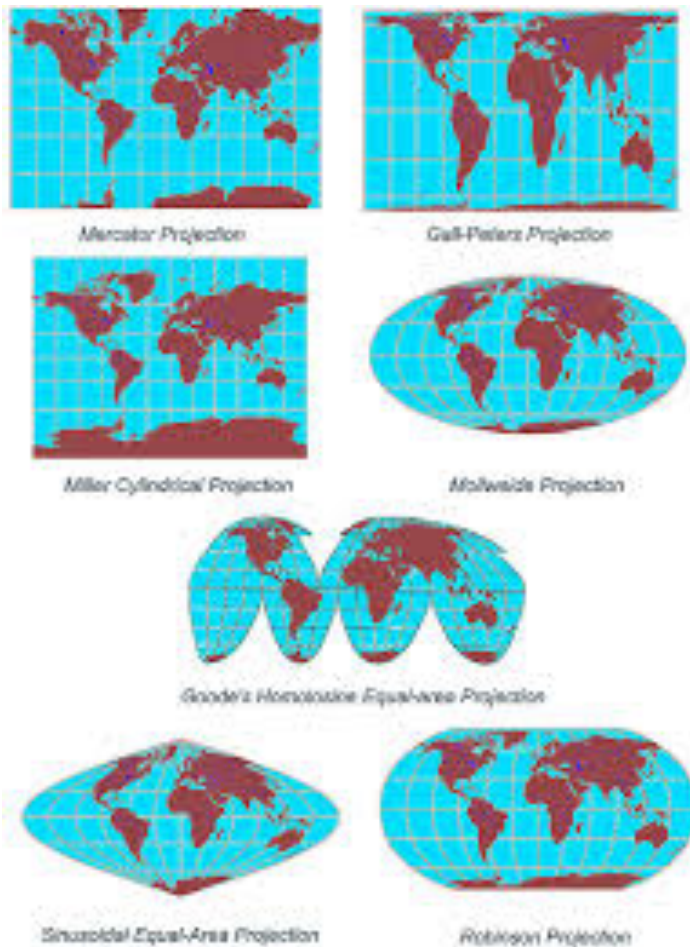 Mercator Projection
Gall-Peters Projection
Miller Cylindrical Projection
Mollweide Projection
Goode's Homolosine Equal-area Projection
Sinusoidal Equal-Area Projection
Robinson Projection